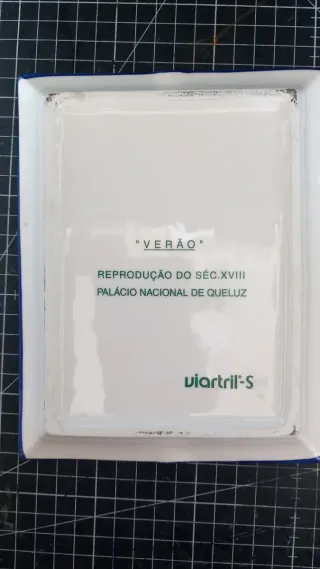 "VERÃO"
REPRODUÇÃO DO SÉC.XVIII
PALÁCIO NACIONAL DE QUELUZ
viartril®-S